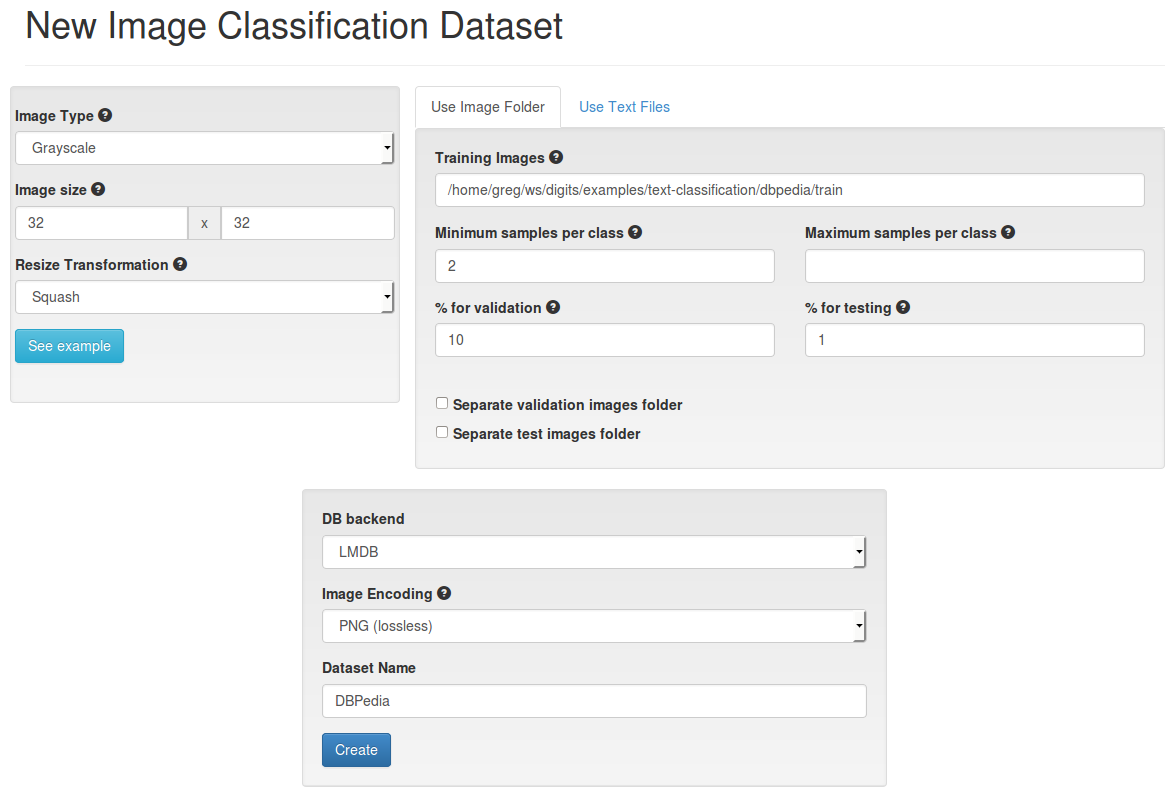 New Image Classification Dataset
Image Type ?
Grayscale
Image size ?
32 x 32
Resize Transformation ?
Squash
See example
Use Image Folder Use Text Files
Training Images ?
/home/greg/ws/digits/examples/text-classification/dbpedia/train
Minimum samples per class ? Maximum samples per class ?
2
% for validation ? % for testing ?
10 1
Separate validation images folder
Separate test images folder
DB backend
LMDB
Image Encoding ?
PNG (lossless)
Dataset Name
DBPedia
Create